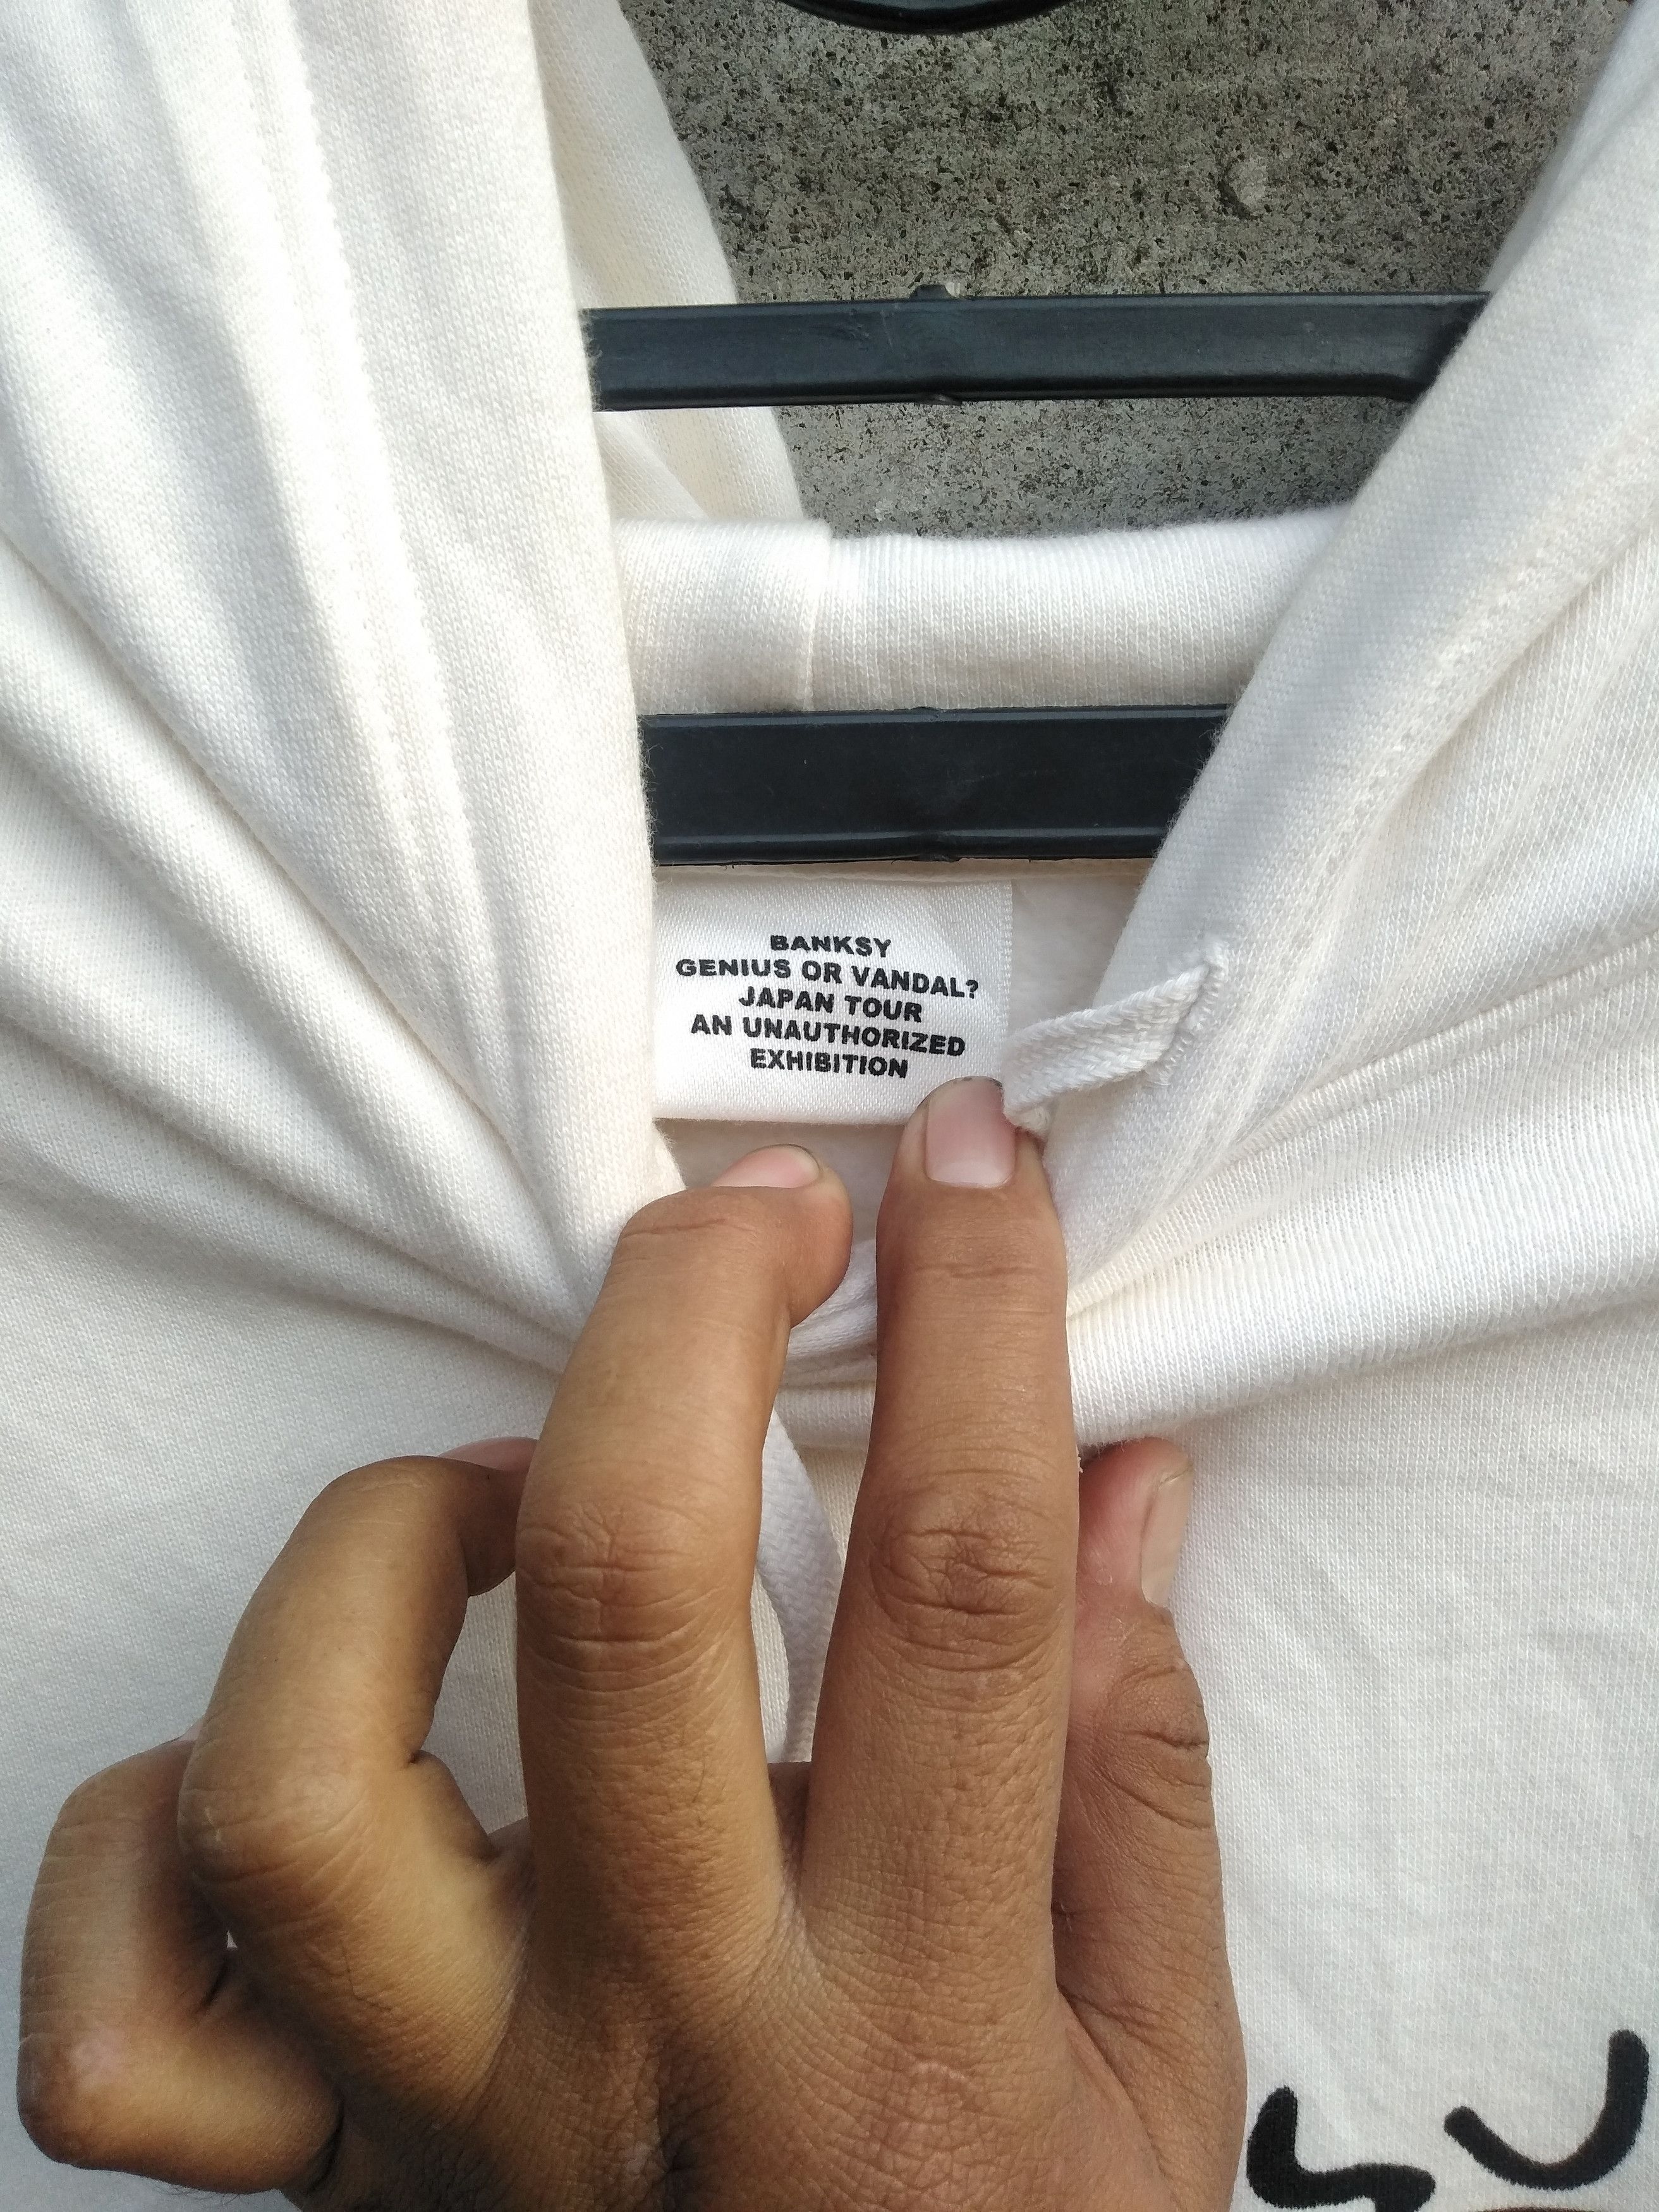 BANKSY
GENIUS OR VANDAL?
JAPAN TOUR
AN UNAUTHORIZED
EXHIBITION